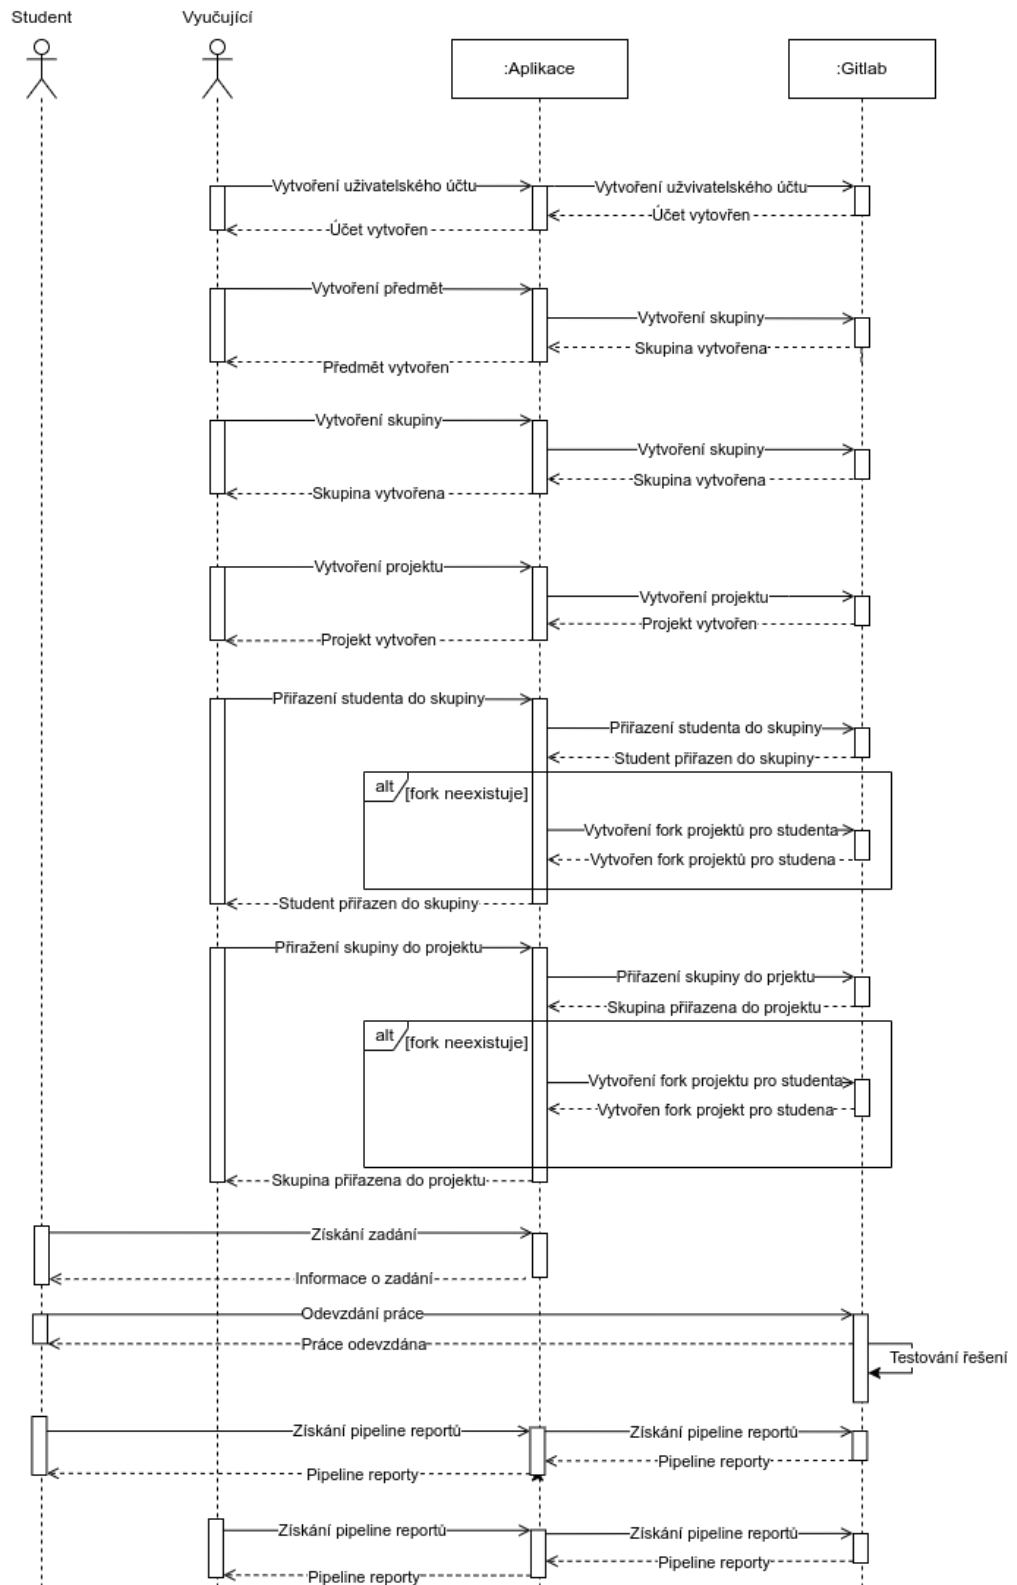 Student
Vyučující
:Aplikace
:Gitlab
Vytvoření uživatelského účtu
Vytvoření užvivatelského účtu
Účet vytovřen
Účet vytvořen
Vytvoření předmět
Vytvoření skupiny
Skupina vytvořena
Předmět vytvořen
Vytvoření skupiny
Vytvoření skupiny
Skupina vytvořena
Skupina vytvořena
Vytvoření projektu
Vytvoření projektu
Projekt vytvořen
Projekt vytvořen
Přiřazení studenta do skupiny
Přiřazení studenta do skupiny
Student přiřazen do skupiny
alt
[fork neexistuje]
Vytvoření fork projektů pro studenta
Vytvořen fork projektů pro studena
Student přiřazen do skupiny
Přiražení skupiny do projektu
Přiřazení skupiny do prjektu
Skupina přiřazena do projektu
alt
[fork neexistuje]
Vytvoření fork projektu pro studenta
Vytvořen fork projekt pro studena
Skupina přiřazena do projektu
Získání zadání
Informace o zadání
Odevzdání práce
Práce odevzdána
Testování řešení
Získání pipeline reportů
Získání pipeline reportů
Pipeline reporty
Pipeline reporty
Získání pipeline reportů
Získání pipeline reportů
Pipeline reporty
Pipeline reporty